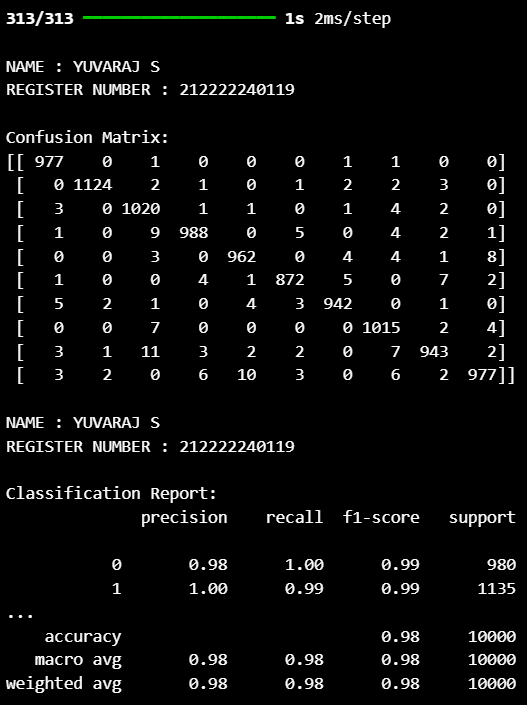 313/313 ━━━━━━━━━━━━━━━━━━━━ 1s 2ms/step
NAME : YUVARAJ S
REGISTER NUMBER : 212222240119
Confusion Matrix:
[[ 977 0 1 0 0 0 1 1 0 0]
[ 0 1124 2 1 0 1 2 2 3 0]
[ 3 0 1020 1 1 0 1 4 2 0]
[ 1 0 9 988 0 5 0 4 2 1]
[ 0 0 3 0 962 0 4 4 1 8]
[ 1 0 0 4 1 872 5 0 7 2]
[ 5 2 1 0 4 3 942 0 1 0]
[ 0 0 7 0 0 0 0 1015 2 4]
[ 3 1 11 3 2 2 0 7 943 2]
[ 3 2 0 6 10 3 0 6 2 977]]
NAME : YUVARAJ S
REGISTER NUMBER : 212222240119
Classification Report:
precision recall f1-score support
0 0.98 1.00 0.99 980
1 1.00 0.99 0.99 1135
...
accuracy 0.98 10000
macro avg 0.98 0.98 0.98 10000
weighted avg 0.98 0.98 0.98 10000